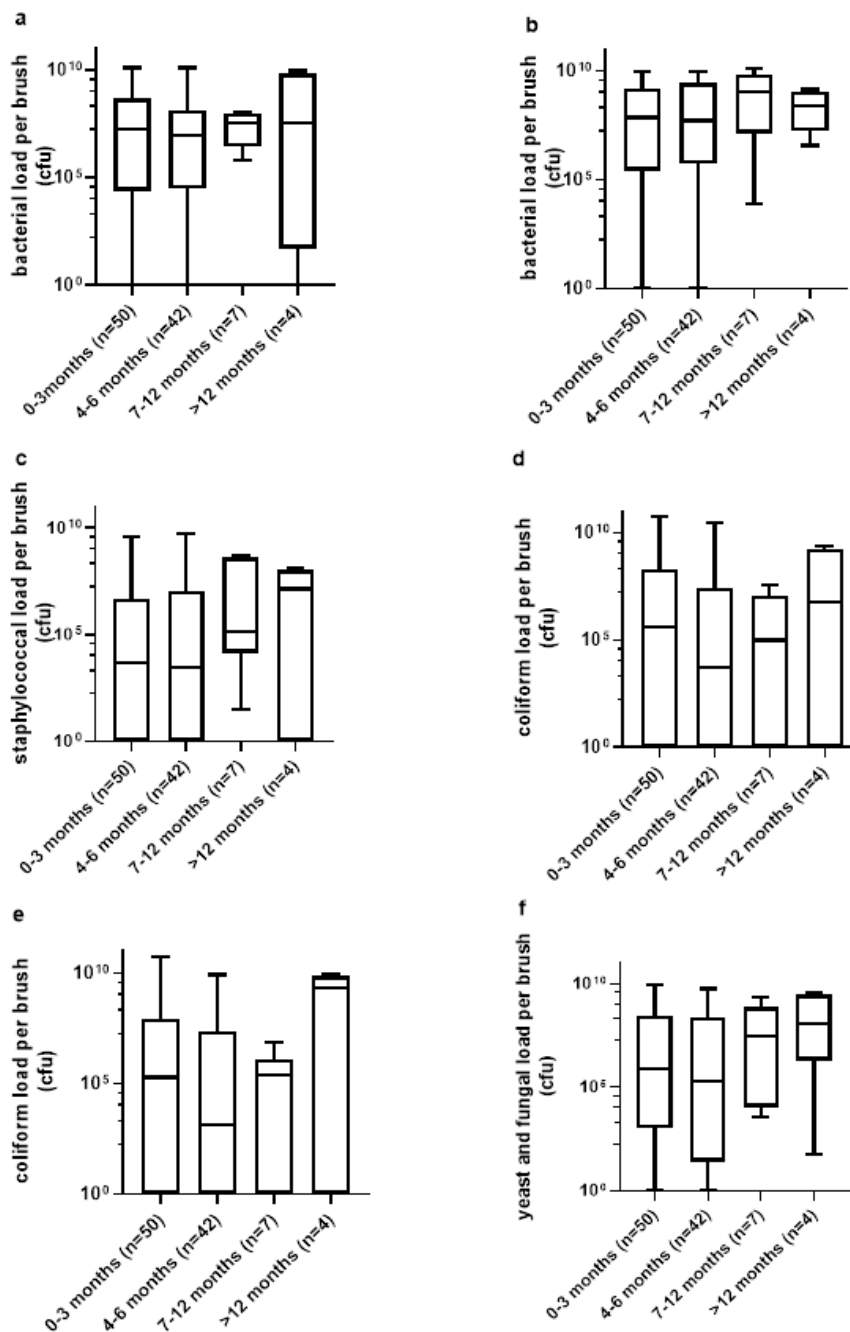 a
bacterial load per brush
(cfu)
10¹⁰
10⁵
10⁰
0-3months (n=50)
4-6 months (n=42)
7-12 months (n=7)
>12 months (n=4)
b
bacterial load per brush
(cfu)
10¹⁰
10⁵
10⁰
0-3 months (n=50)
4-6 months (n=42)
7-12 months (n=7)
>12 months (n=4)
c
staphylococcal load per brush
(cfu)
10¹⁰
10⁵
10⁰
0-3 months (n=50)
4-6 months (n=42)
7-12 months (n=7)
>12 months (n=4)
d
coliform load per brush
(cfu)
10¹⁰
10⁵
10⁰
0-3 months (n=50)
4-6 months (n=42)
7-12 months (n=7)
>12 months (n=4)
e
coliform load per brush
(cfu)
10¹⁰
10⁵
10⁰
0-3 months (n=50)
4-6 months (n=42)
7-12 months (n=7)
>12 months (n=4)
f
yeast and fungal load per brush
(cfu)
10¹⁰
10⁶
10⁰
0-3 months (n=50)
4-6 months (n=42)
7-12 months (n=7)
>12 months (n=4)